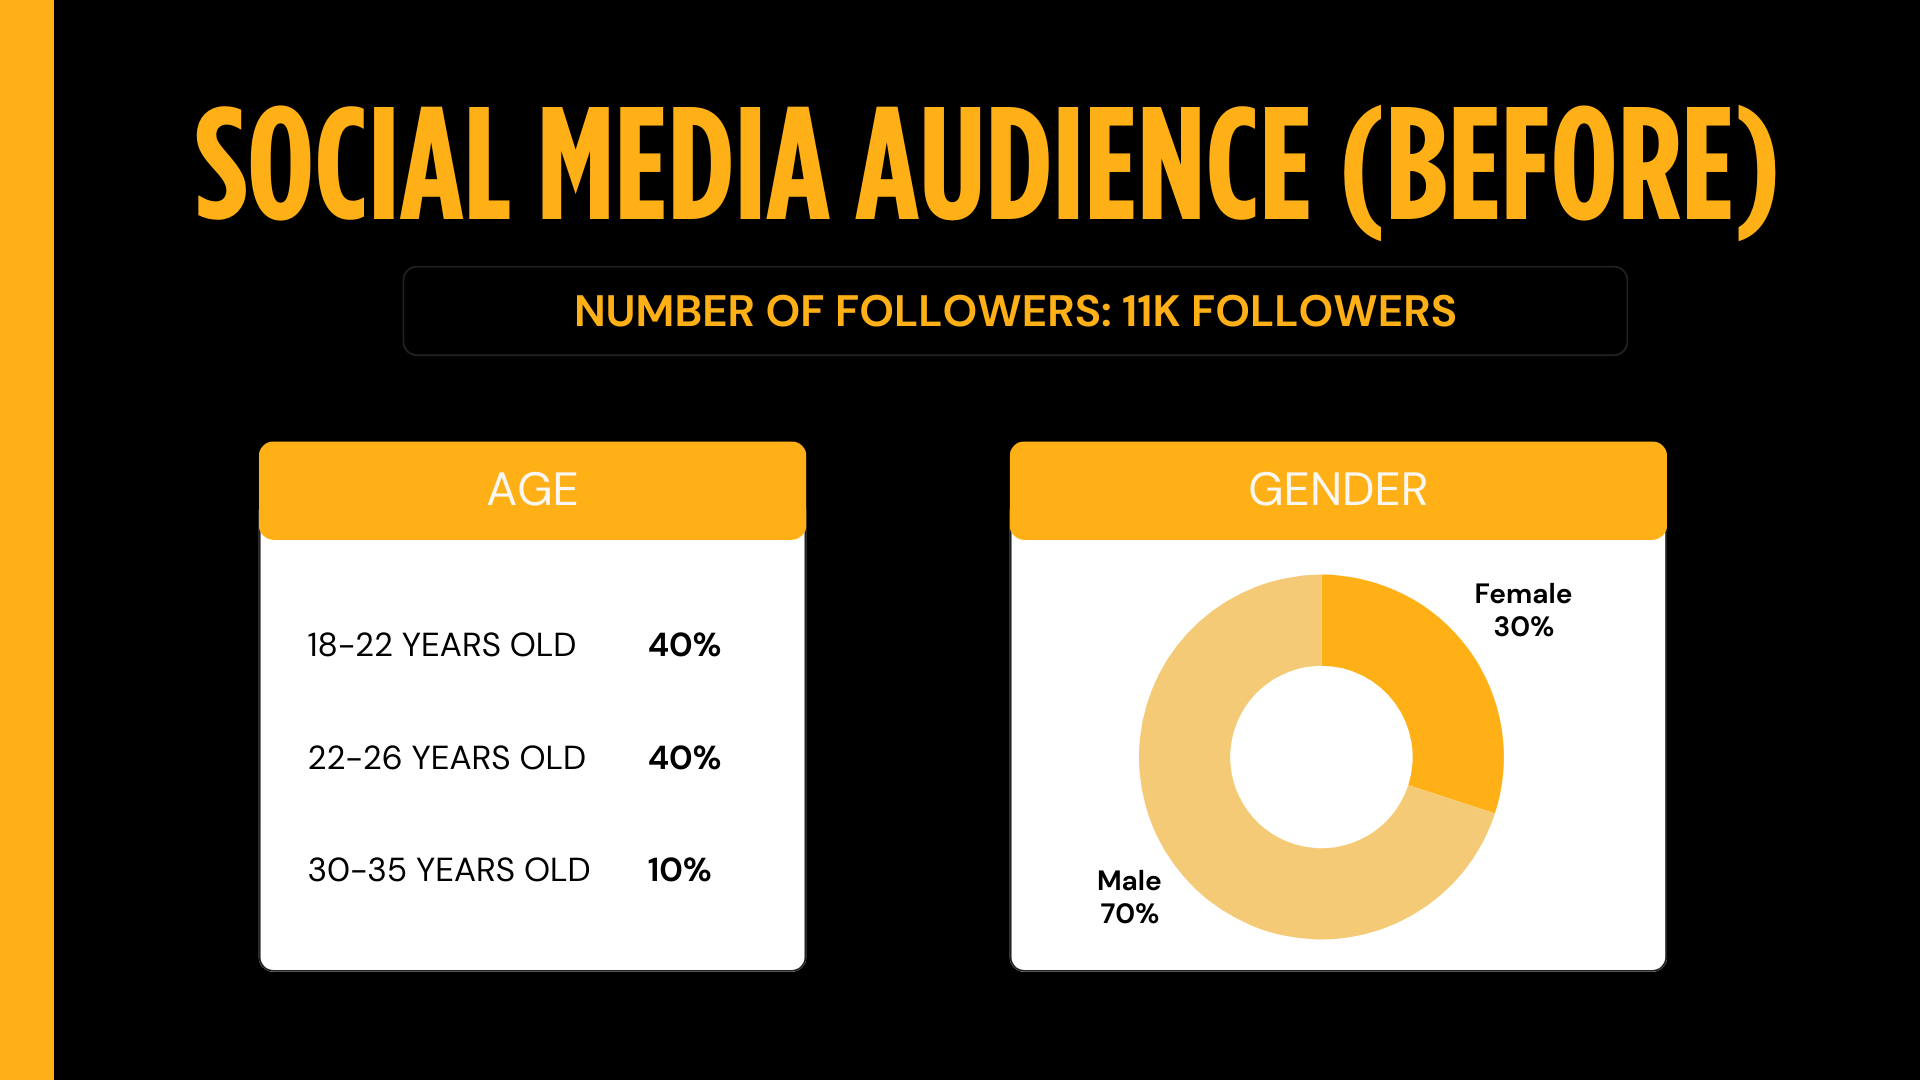 SOCIAL MEDIA AUDIENCE (BEFORE)
NUMBER OF FOLLOWERS: 11K FOLLOWERS
AGE
18-22 YEARS OLD 40%
22-26 YEARS OLD 40%
30-35 YEARS OLD 10%
GENDER
Female
30%
Male
70%